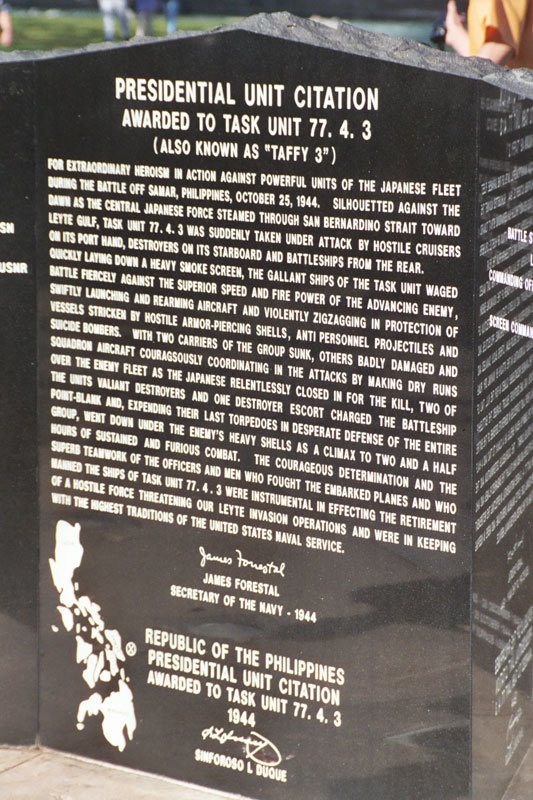 PRESIDENTIAL UNIT CITATION
AWARDED TO TASK UNIT 77. 4. 3
(ALSO KNOWN AS "TAFFY 3")
FOR EXTRAORDINARY HEROISM IN ACTION AGAINST POWERFUL UNITS OF THE JAPANESE FLEET
DURING THE BATTLE OFF SAMAR, PHILIPPINES, OCTOBER 25, 1944. SILHOUETTED AGAINST THE
DAWN AS THE CENTRAL JAPANESE FORCE STEAMED THROUGH SAN BERNARDINO STRAIT TOWARD
LEYTE GULF, TASK UNIT 77. 4. 3 WAS SUDDENLY TAKEN UNDER ATTACK BY HOSTILE CRUISERS
ON ITS PORT HAND, DESTROYERS ON ITS STARBOARD AND BATTLESHIPS FROM THE REAR.
QUICKLY LAYING DOWN A HEAVY SMOKE SCREEN, THE GALLANT SHIPS OF THE TASK UNIT WAGED
BATTLE FIERCELY AGAINST THE SUPERIOR SPEED AND FIRE POWER OF THE ADVANCING ENEMY,
SWIFTLY LAUNCHING AND REARMING AIRCRAFT AND VIOLENTLY ZIGZAGGING IN PROTECTION OF
VESSELS STRICKEN BY HOSTILE ARMOR-PIERCING SHELLS, ANTI PERSONNEL PROJECTILES AND
SUICIDE BOMBERS. WITH TWO CARRIERS OF THE GROUP SUNK, OTHERS BADLY DAMAGED AND
SQUADRON AIRCRAFT COURAGSOUSLY COORDINATING IN THE ATTACKS BY MAKING DRY RUNS
OVER THE ENEMY FLEET AS THE JAPANESE RELENTLESSLY CLOSED IN FOR THE KILL, TWO OF
THE UNITS VALIANT DESTROYERS AND ONE DESTROYER ESCORT CHARGED THE BATTLESHIP
POINT-BLANK AND, EXPENDING THEIR LAST TORPEDOES IN DESPERATE DEFENSE OF THE ENTIRE
GROUP, WENT DOWN UNDER THE ENEMY'S HEAVY SHELLS AS A CLIMAX TO TWO AND A HALF
HOURS OF SUSTAINED AND FURIOUS COMBAT. THE COURAGEOUS DETERMINATION AND THE
SUPERB TEAMWORK OF THE OFFICERS AND MEN WHO FOUGHT THE EMBARKED PLANES AND WHO
MANNED THE SHIPS OF TASK UNIT 77. 4. 3 WERE INSTRUMENTAL IN EFFECTING THE RETIREMENT
OF A HOSTILE FORCE THREATENING OUR LEYTE INVASION OPERATIONS AND WERE IN KEEPING
WITH THE HIGHEST TRADITIONS OF THE UNITED STATES NAVAL SERVICE.
James Forrestal
JAMES FORESTAL
SECRETARY OF THE NAVY - 1944
REPUBLIC OF THE PHILIPPINES
PRESIDENTIAL UNIT CITATION
AWARDED TO TASK UNIT 77. 4. 3
1944
SINFOROSO L DUQUE
SN
USNR
BATTLE S
L
COMMANDING OF
SCREEN COMMAN